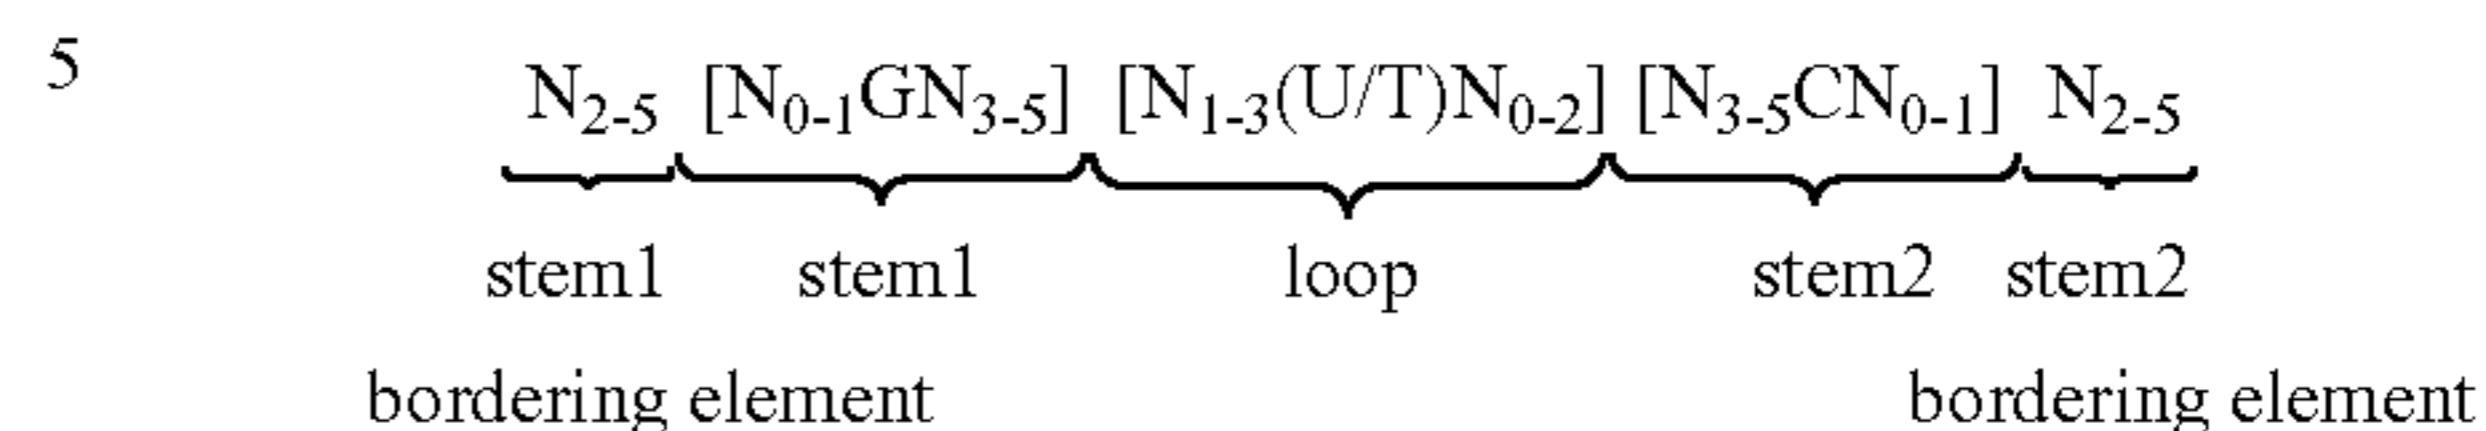 5 N₂₋₅ [N₀₋₁GN₃₋₅] [N₁₋₃(U/T)N₀₋₂] [N₃₋₅CN₀₋₁] N₂₋₅
stem1 stem1 loop stem2 stem2
bordering element bordering element